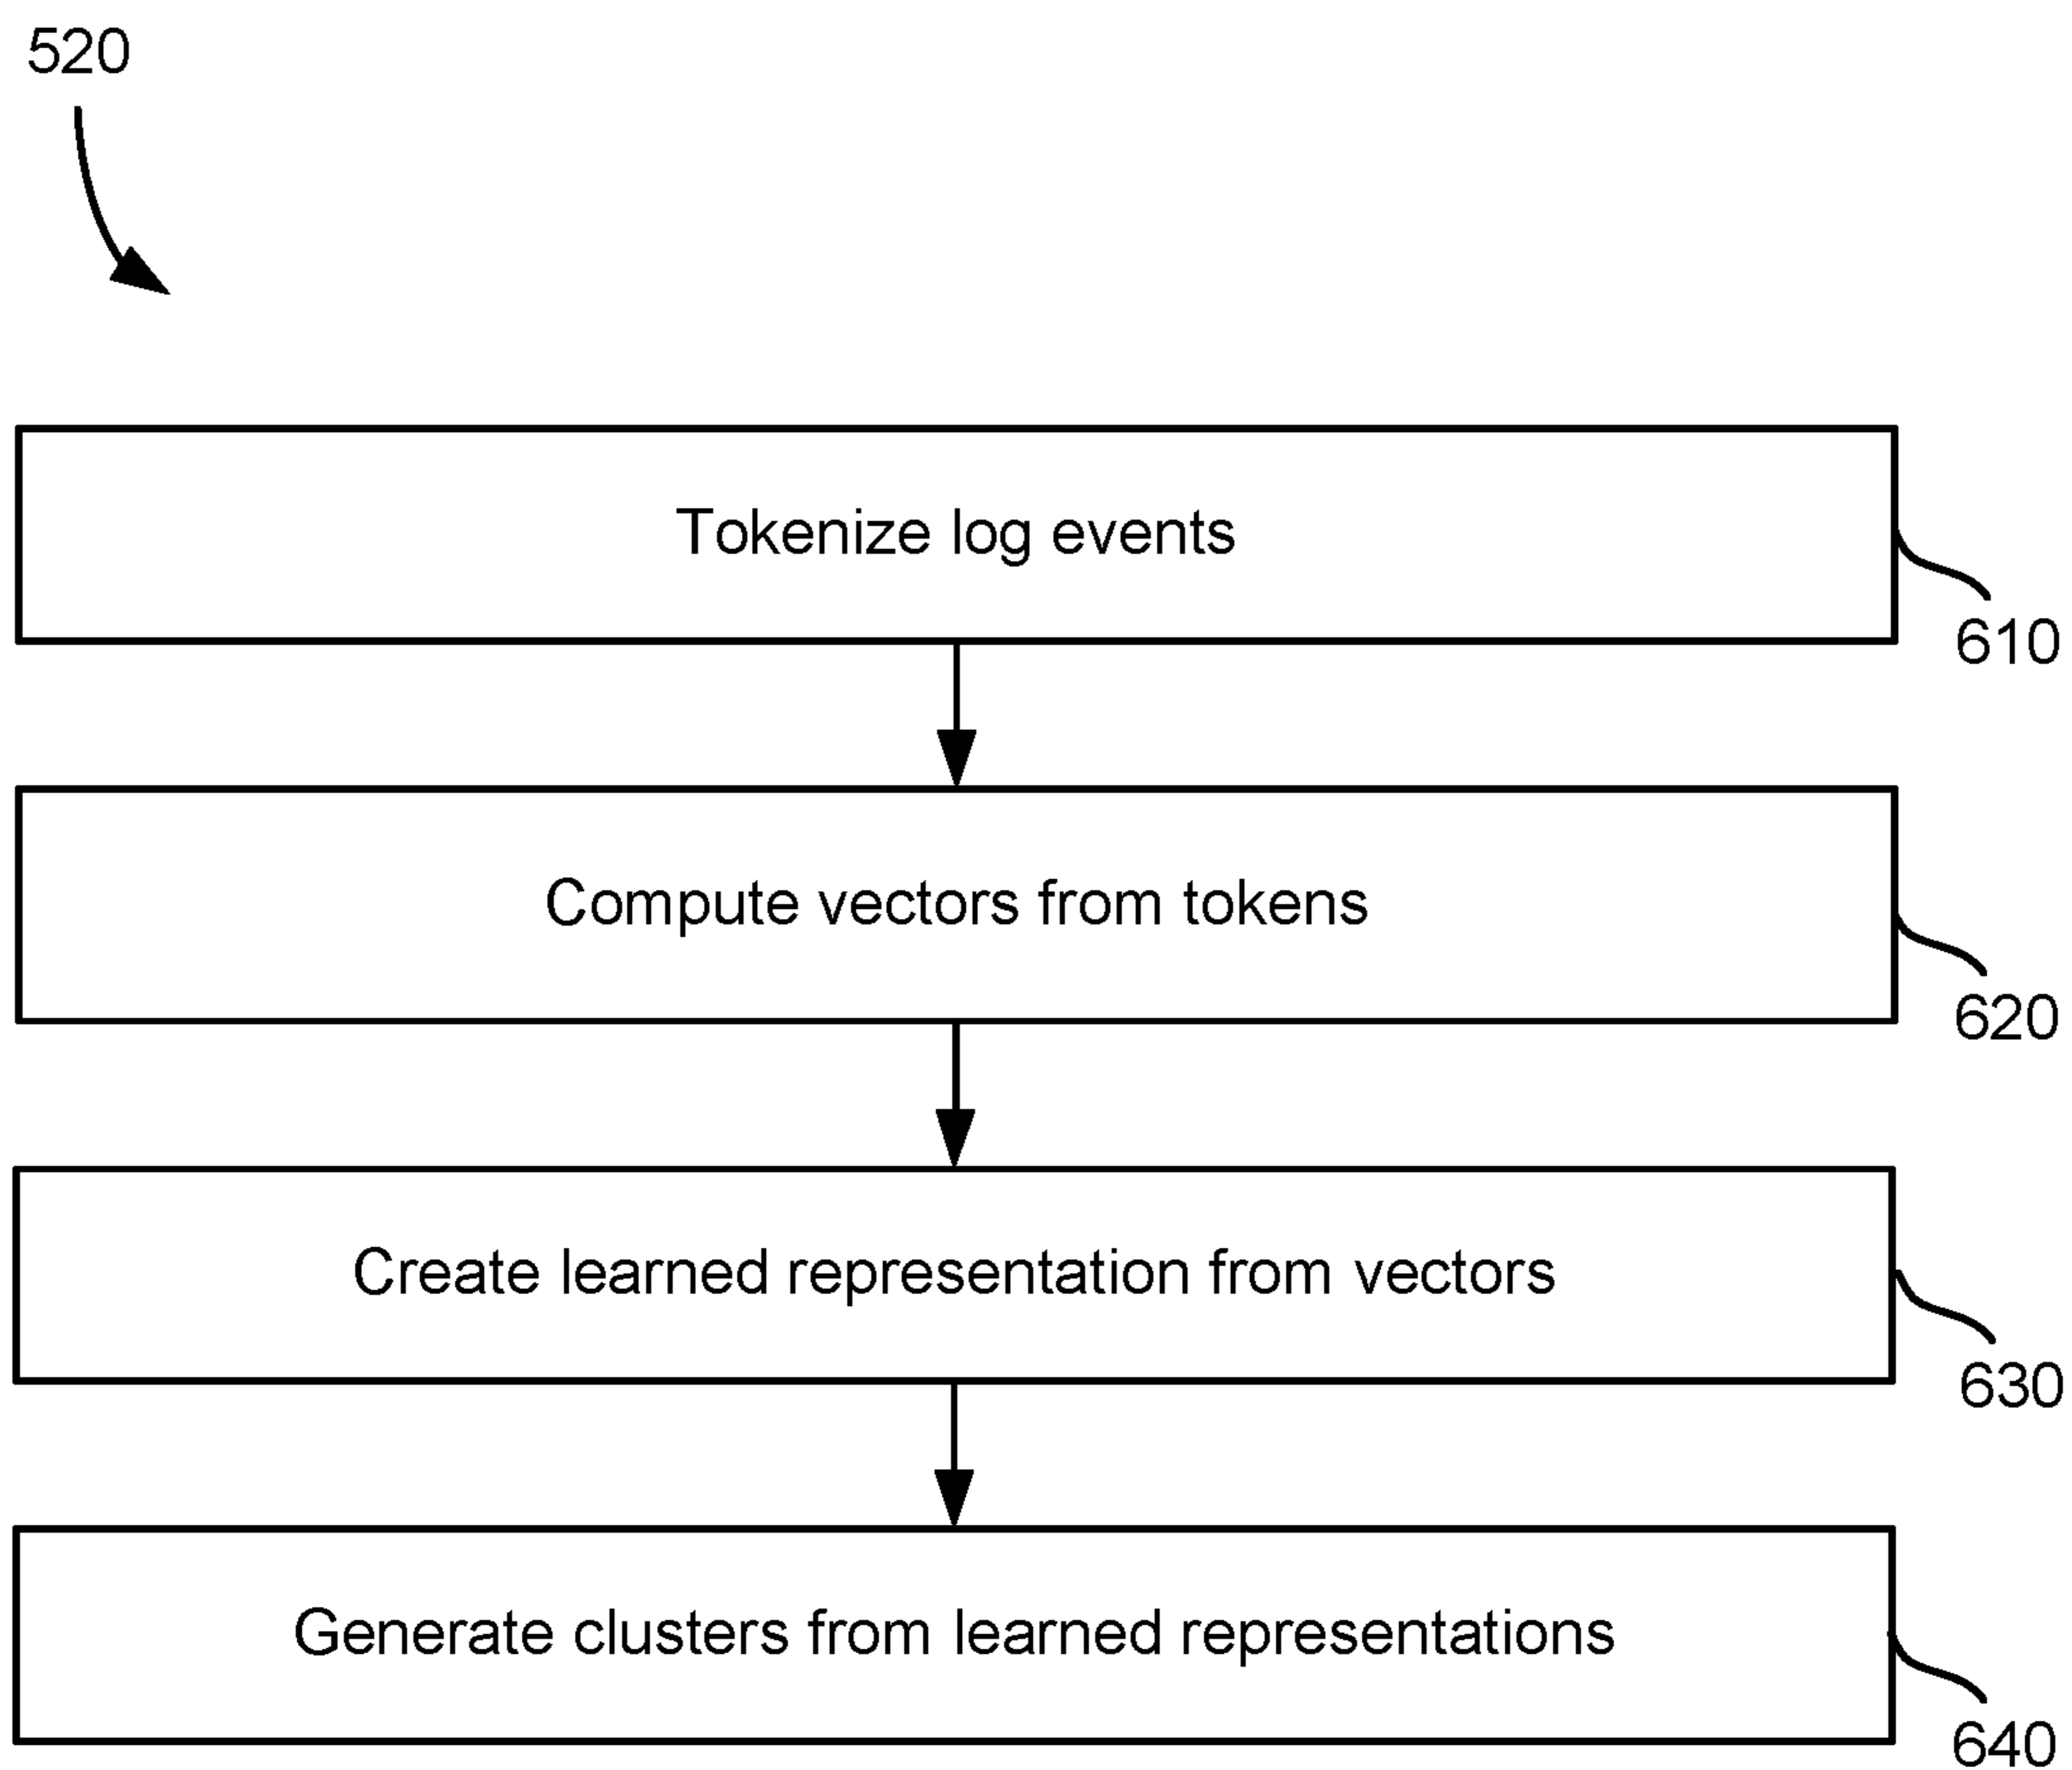 520
Tokenize log events
610
Compute vectors from tokens
620
Create learned representation from vectors
630
Generate clusters from learned representations
640